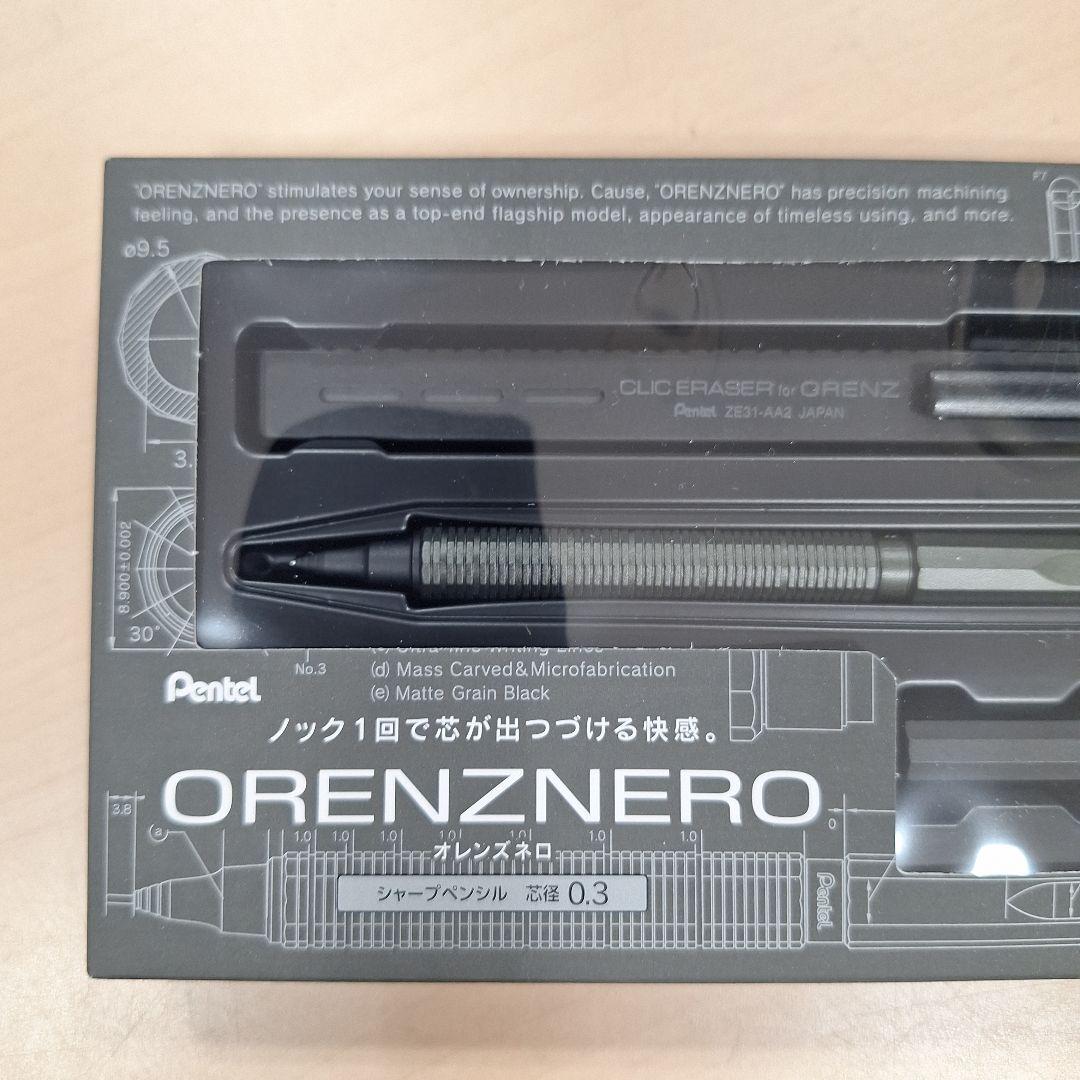 "ORENZNERO" stimulates your sense of ownership. Cause, "ORENZNERO" has precision machining
feeling, and the presence as a top-end flagship model, appearance of timeless using, and more.
ø9.5
CLIC ERASER for ORENZ
Pentel ZE31-AA2 JAPAN
3.
8.900±0.002
30°
No.3
(d) Mass Carved&Microfabrication
(e) Matte Grain Black
Pentel
ノック1回で芯が出つづける快感。
ORENZNERO
オレンズネロ
3.8
(a)
1.0 1.0 1.0 1.0 1.0 1.0 1.0
0
シャープペンシル 芯径 0.3
Pentel